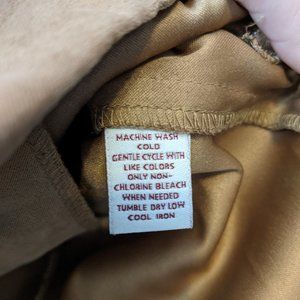 MACHINE WASH
COLD
GENTLE CYCLE WITH
LIKE COLORS
ONLY NON-
CHLORINE BLEACH
WHEN NEEDED
TUMBLE DRY LOW
COOL IRON